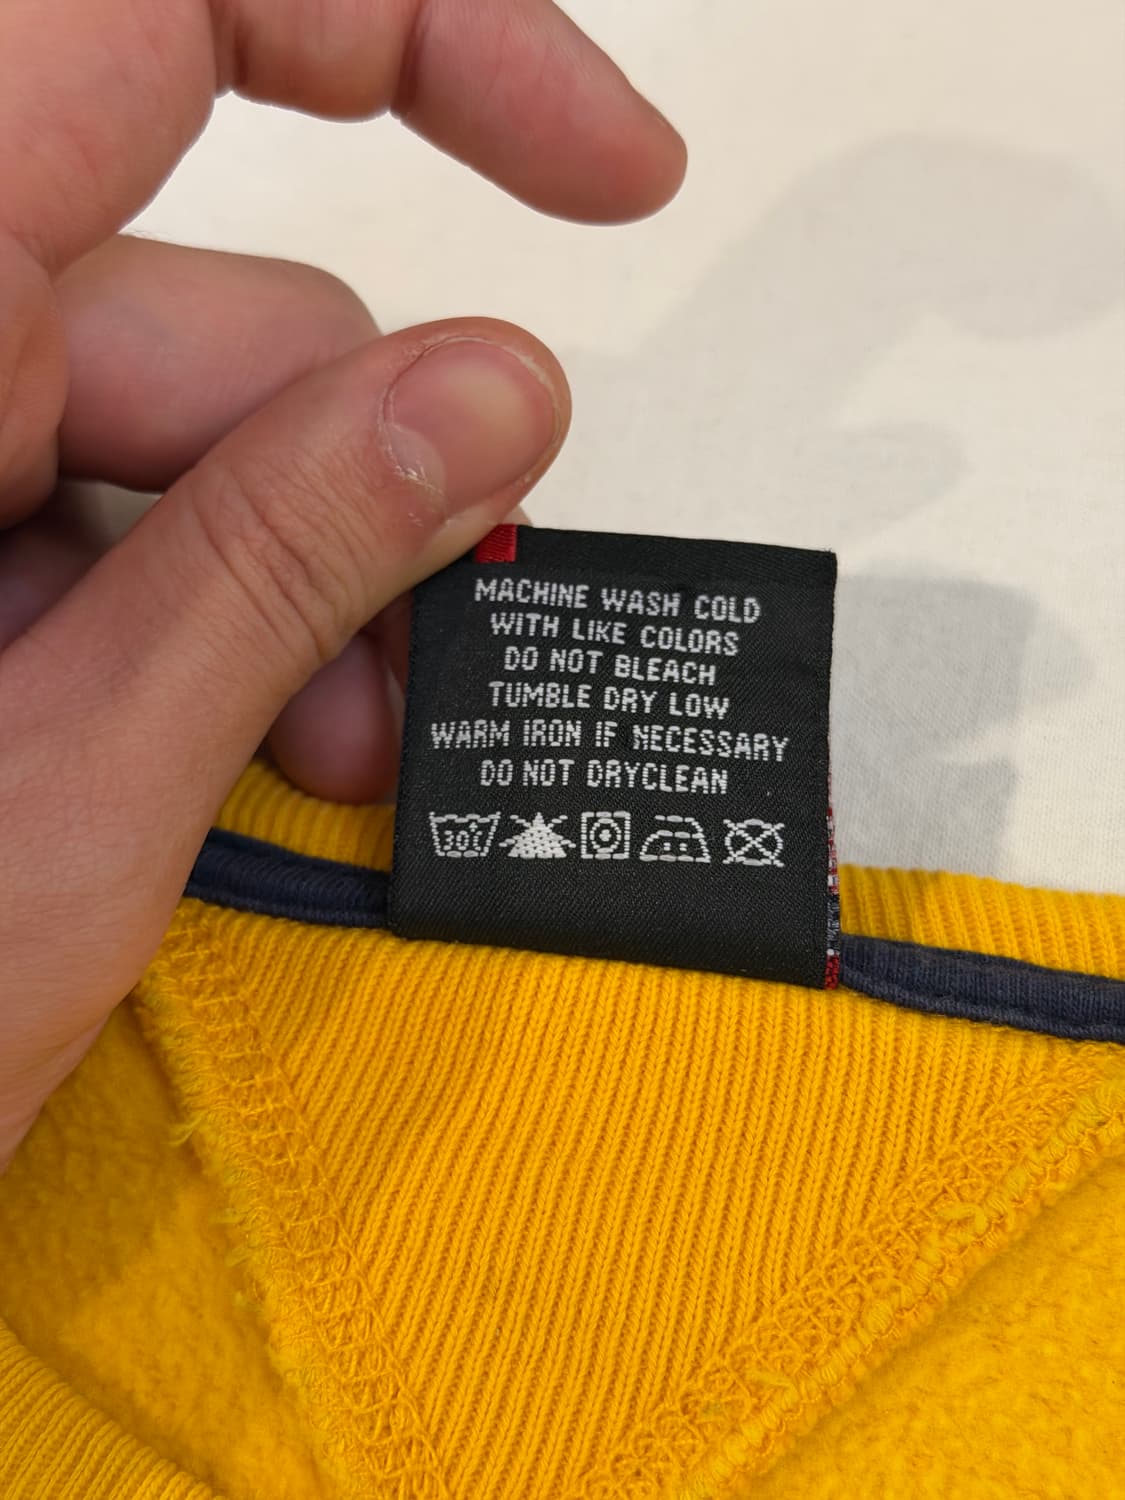 MACHINE WASH COLD
WITH LIKE COLORS
DO NOT BLEACH
TUMBLE DRY LOW
WARM IRON IF NECESSARY
DO NOT DRYCLEAN
30°C